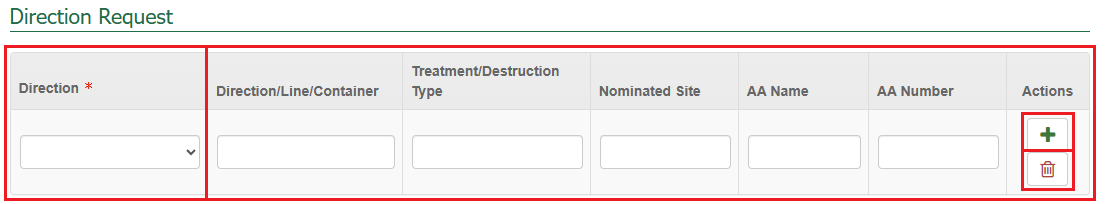 Direction Request
Direction *
Direction/Line/Container
Treatment/Destruction
Type
Nominated Site
AA Name
AA Number
Actions